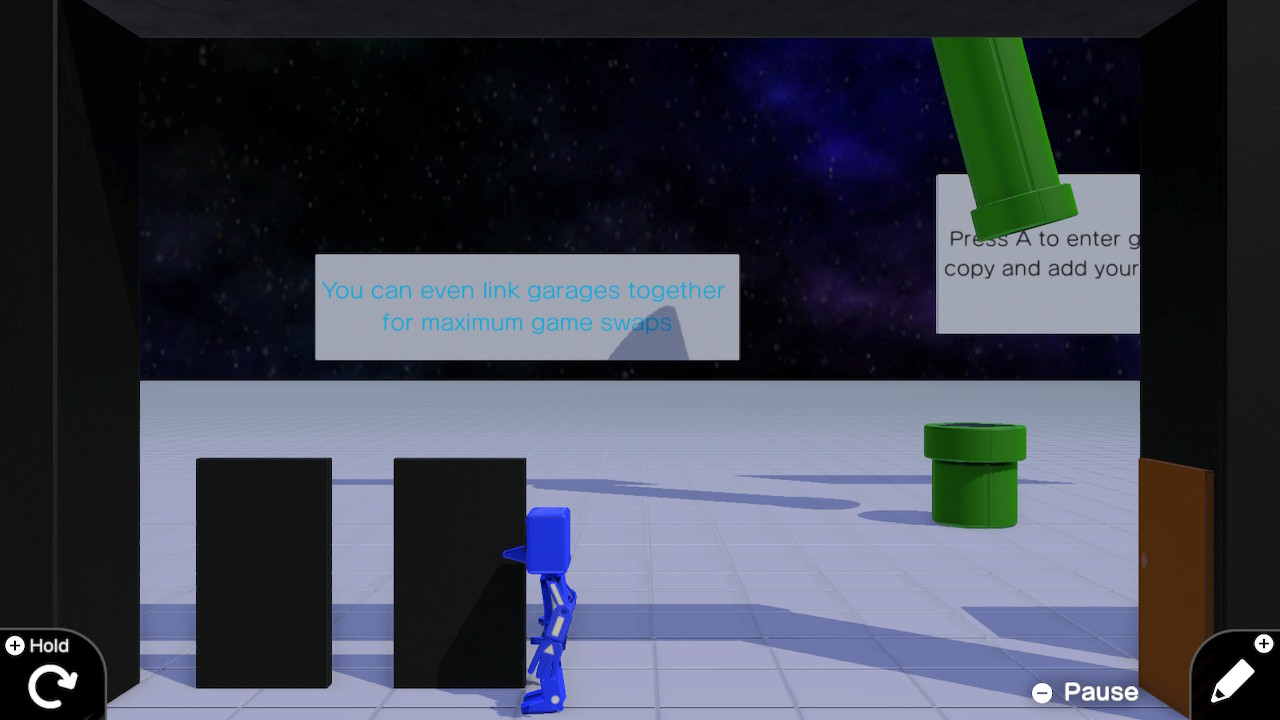 You can even link garages together
for maximum game swaps
Press A to enter g
copy and add your
+ Hold
- Pause
+